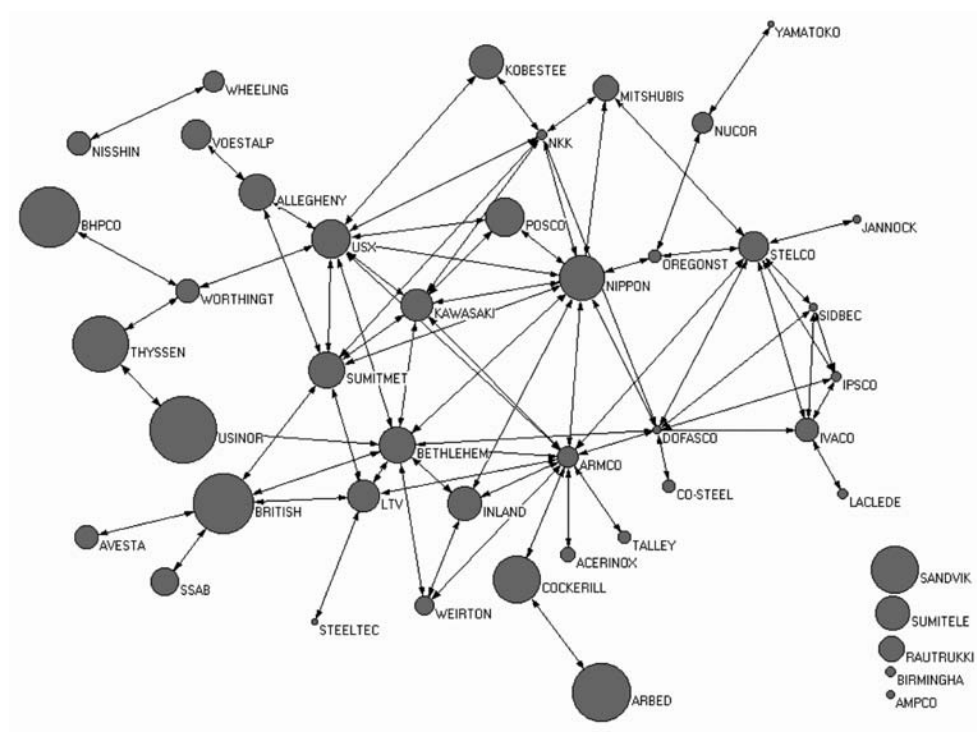 YAMATOKO
KOBESTEE
WHEELING
MITSHUBIS
NUCOR
VOESTALP
NKK
NISSHIN
ALLEGHENY
POSCO
BHPCO
JANNOCK
USX
OREGONST
STELCO
NIPPON
WORTHINGT
KAWASAKI
SIDBEC
THYSSEN
SUMITMET
IPSCO
USINOR
DOFASCO
IVACO
BETHLEHEM
ARMCO
CO-STEEL
LACLEDE
BRITISH
LTV
INLAND
TALLEY
AVESTA
ACERINOX
SSAB
COCKERILL
SANDVIK
WEIRTON
STEELTEC
SUMITELE
RAUTRUKKI
BIRMINGHA
ARBED
AMPCO